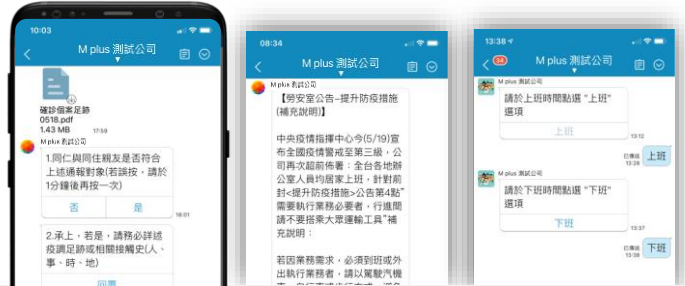 10:03
M plus 測試公司
確診個案足跡
0518.pdf
1.43 MB
17:59
M plus 測試公司
1.同仁與同住親友是否符合
上述通報對象(若誤按，請於
1分鐘後再按一次)
否
是
18:01
2.承上，若是，請務必詳述
疫調足跡或相關接觸史(人、
事、時、地)
回覆
08:34
M plus 測試公司
M plus 測試公司
【勞安室公告–提升防疫措施
(補充說明)】
中央疫情指揮中心今(5/19)宣
布全國疫情警戒至第三級，公
司再次超前佈署：全台各地辦
公室人員均居家上班，針對前
封<提升防疫措施>公告第4點"
需要執行業務必要者，行進間
請不要搭乘大眾運輸工具"補
充說明：
若因業務需求，必須到班或外
出執行業務者，請以駕駛汽機
13:38
34
M plus 測試公司
M plus 測試公司
請於上班時間點選 "上班"
選項
上班
13:12
已傳送
13:28
上班
M plus 測試公司
請於下班時間點選 "下班"
選項
下班
13:37
已傳送
13:38
下班